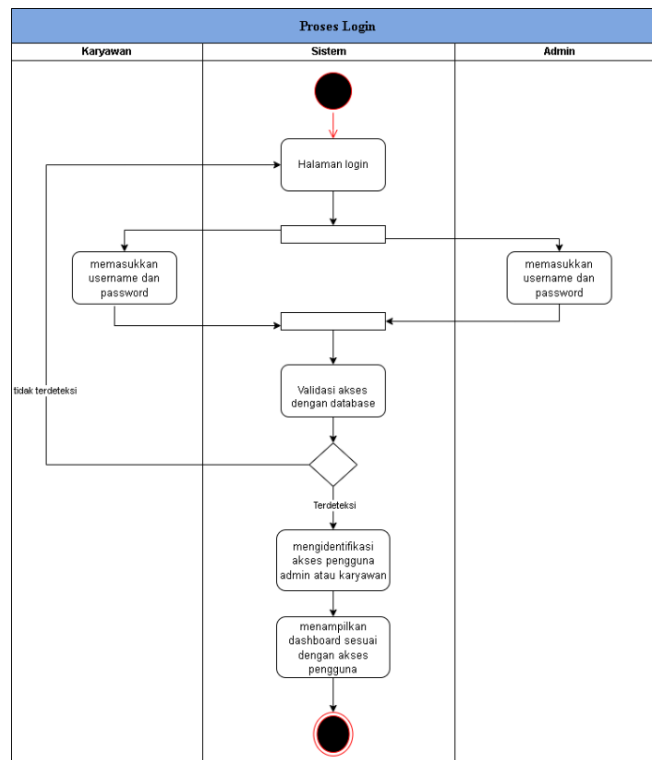 Proses Login
Karyawan
Sistem
Admin
Halaman login
memasukkan
username dan
password
memasukkan
username dan
password
tidak terdeteksi
Validasi akses
dengan database
Terdeteksi
mengidentifikasi
akses pengguna
admin atau karyawan
menampilkan
dashboard sesuai
dengan akses
pengguna